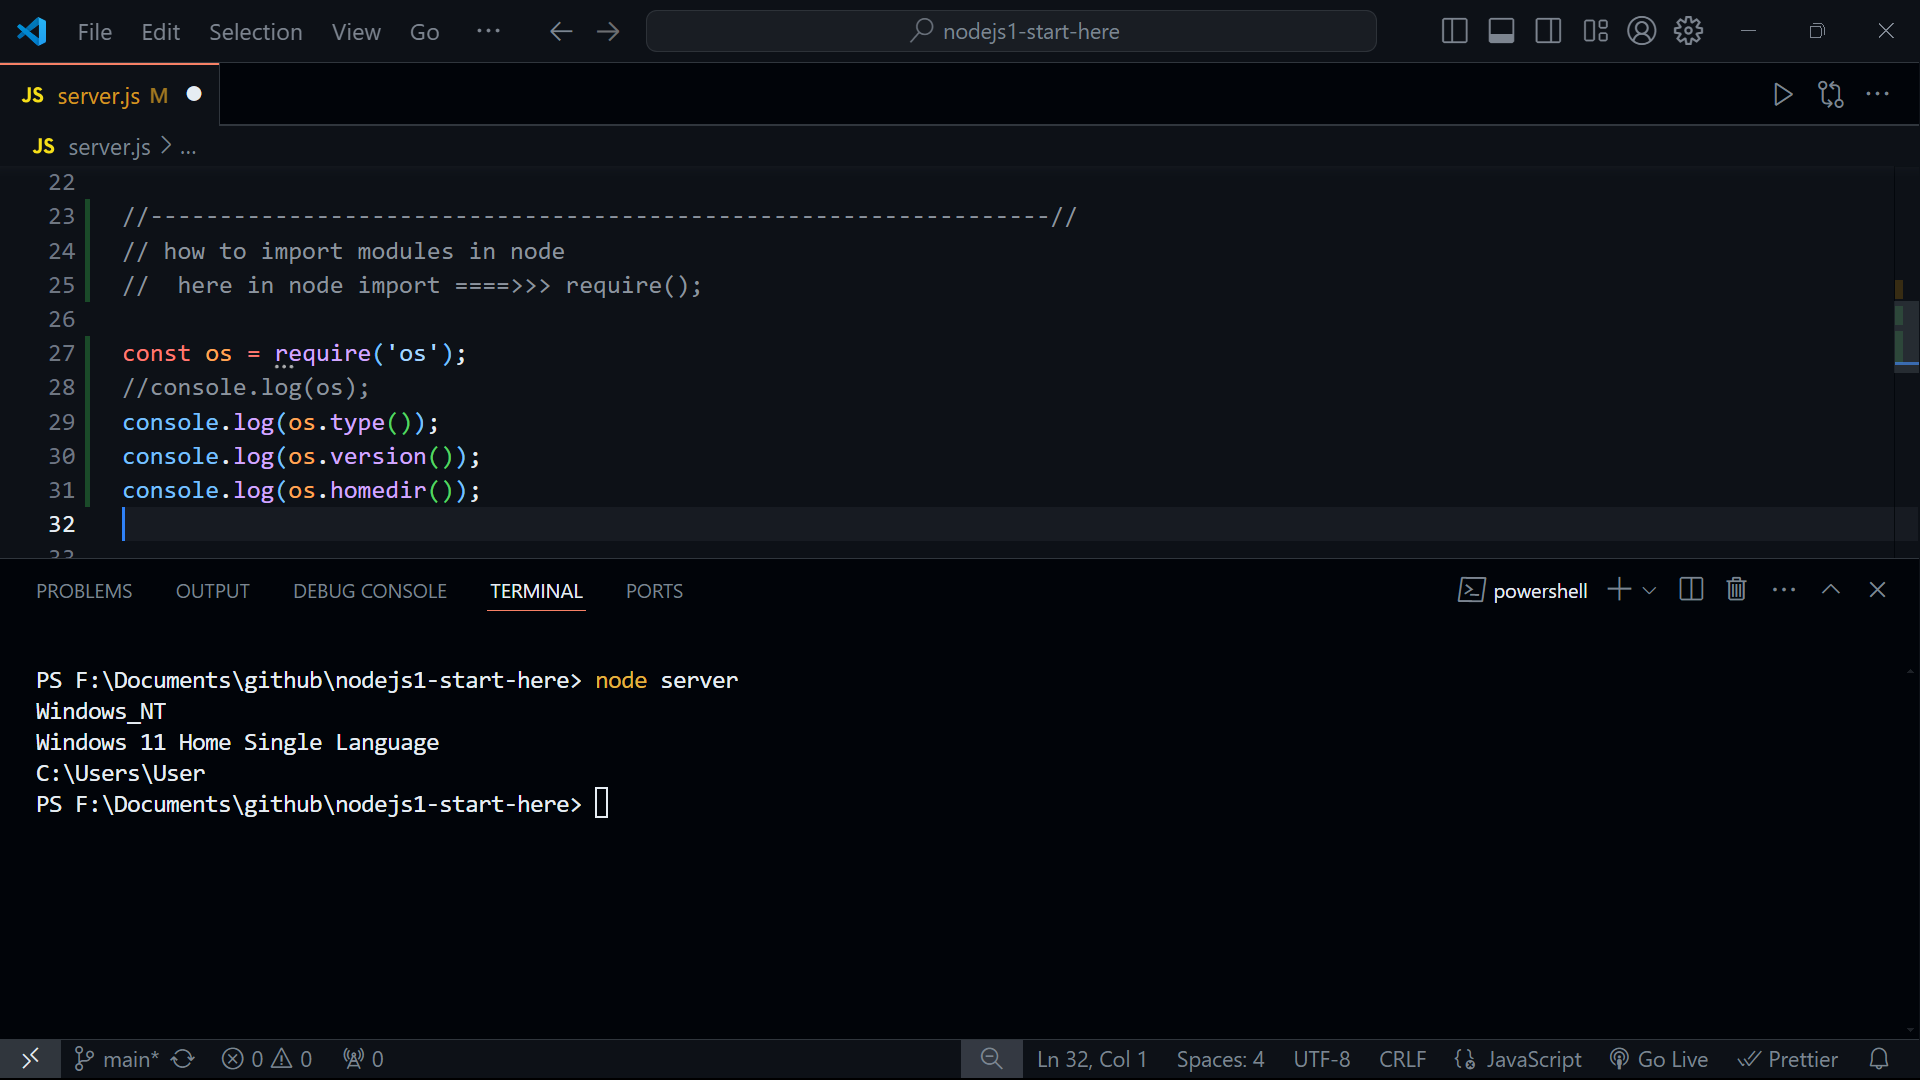 File Edit Selection View Go ··· nodejs1-start-here
JS server.js M
JS server.js > ...
22
23 //-----------------------------------------------------------------//
24 // how to import modules in node
25 //  here in node import ====>>> require();
26
27 const os = require('os');
28 //console.log(os);
29 console.log(os.type());
30 console.log(os.version());
31 console.log(os.homedir());
32
33
PROBLEMS OUTPUT DEBUG CONSOLE TERMINAL PORTS powershell
PS F:\Documents\github\nodejs1-start-here> node server
Windows_NT
Windows 11 Home Single Language
C:\Users\User
PS F:\Documents\github\nodejs1-start-here>
main* 0 0 0 Ln 32, Col 1 Spaces: 4 UTF-8 CRLF {} JavaScript Go Live Prettier